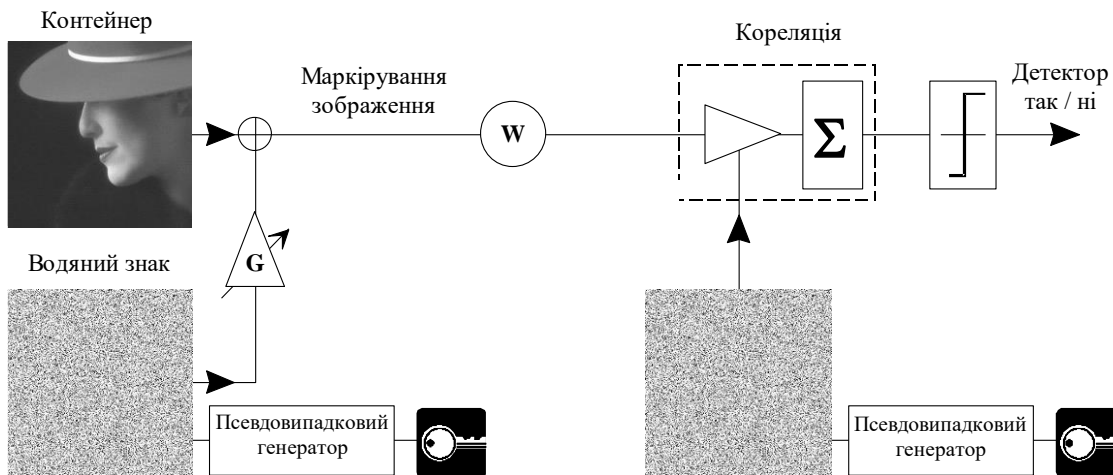 Контейнер
Маркірування
зображення
W
Кореляція
Σ
Детектор
так / ні
G
Водяний знак
Псевдовипадковий
генератор
Псевдовипадковий
генератор